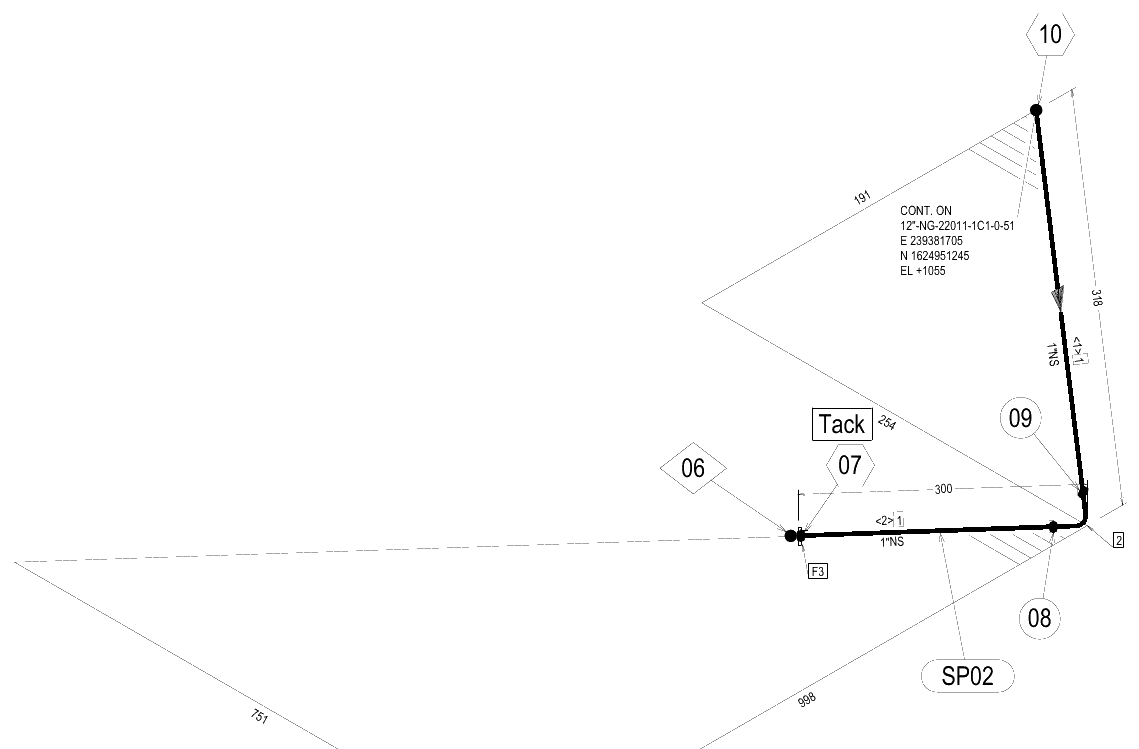 10
191
CONT. ON
12"-NG-22011-1C1-0-51
E 239381705
N 1624951245
EL +1055
318
<1> 1
1"NS
09
Tack
254
06
07
300
<2> 1
1"NS
2
F3
08
SP02
998
751